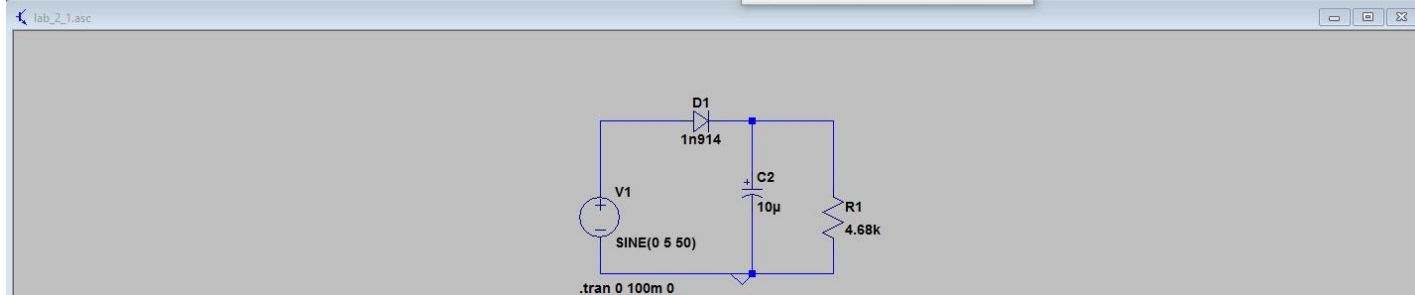 lab_2_1.asc
D1
1n914
V1
SINE(0 5 50)
+
C2
10µ
R1
4.68k
.tran 0 100m 0